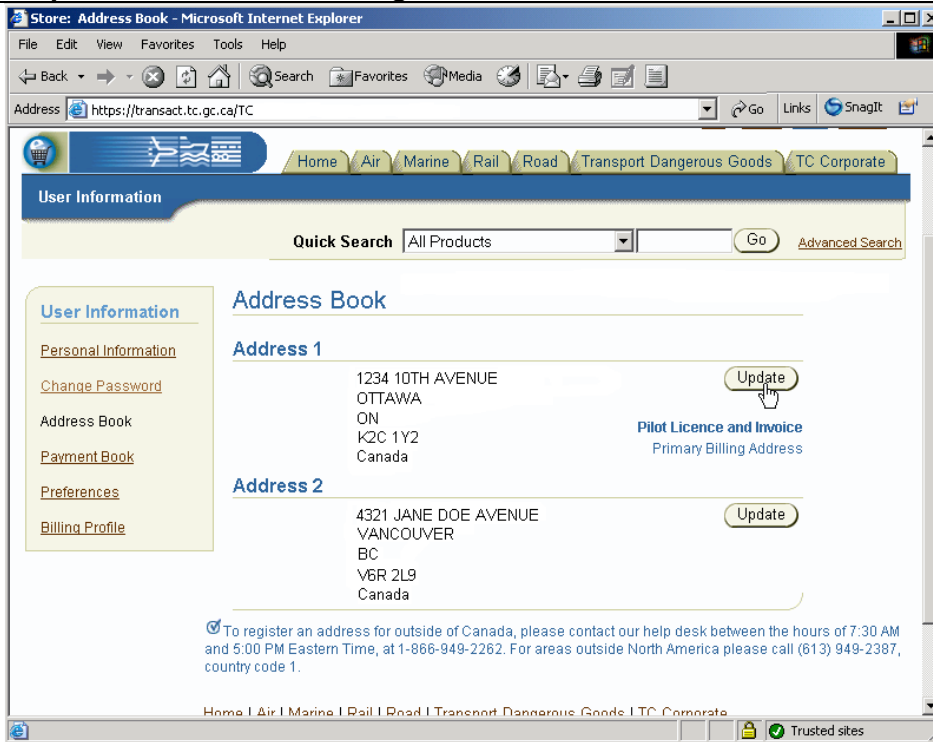 Store: Address Book - Microsoft Internet Explorer
File Edit View Favorites Tools Help
Back Search Favorites Media
Address https://transact.tc.gc.ca/TC Go Links SnagIt
Home Air Marine Rail Road Transport Dangerous Goods TC Corporate
User Information
Quick Search All Products Go Advanced Search
User Information
Personal Information
Change Password
Address Book
Payment Book
Preferences
Billing Profile
Address Book
Address 1
1234 10TH AVENUE
OTTAWA
ON
K2C 1Y2
Canada
Update
Pilot Licence and Invoice
Primary Billing Address
Address 2
4321 JANE DOE AVENUE
VANCOUVER
BC
V6R 2L9
Canada
Update
To register an address for outside of Canada, please contact our help desk between the hours of 7:30 AM
and 5:00 PM Eastern Time, at 1-866-949-2262. For areas outside North America please call (613) 949-2387,
country code 1.
Home | Air | Marine | Rail | Road | Transport Dangerous Goods | TC Corporate
Trusted sites